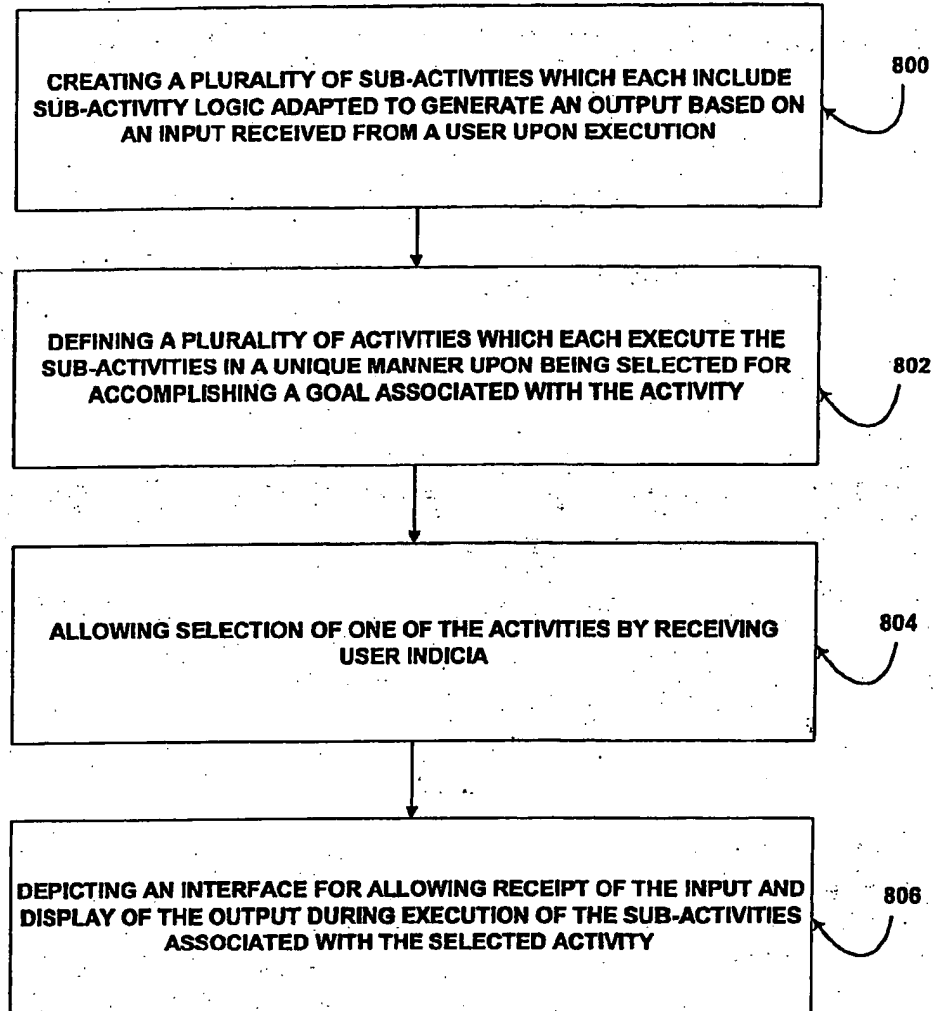 CREATING A PLURALITY OF SUB-ACTIVITIES WHICH EACH INCLUDE
SUB-ACTIVITY LOGIC ADAPTED TO GENERATE AN OUTPUT BASED ON
AN INPUT RECEIVED FROM A USER UPON EXECUTION
800
DEFINING A PLURALITY OF ACTIVITIES WHICH EACH EXECUTE THE
SUB-ACTIVITIES IN A UNIQUE MANNER UPON BEING SELECTED FOR
ACCOMPLISHING A GOAL ASSOCIATED WITH THE ACTIVITY
802
ALLOWING SELECTION OF ONE OF THE ACTIVITIES BY RECEIVING
USER INDICIA
804
DEPICTING AN INTERFACE FOR ALLOWING RECEIPT OF THE INPUT AND
DISPLAY OF THE OUTPUT DURING EXECUTION OF THE SUB-ACTIVITIES
ASSOCIATED WITH THE SELECTED ACTIVITY
806